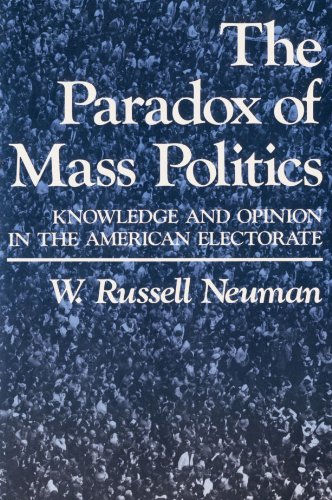 The
Paradox of
Mass Politics
KNOWLEDGE AND OPINION
IN THE AMERICAN ELECTORATE
W. Russell Neuman